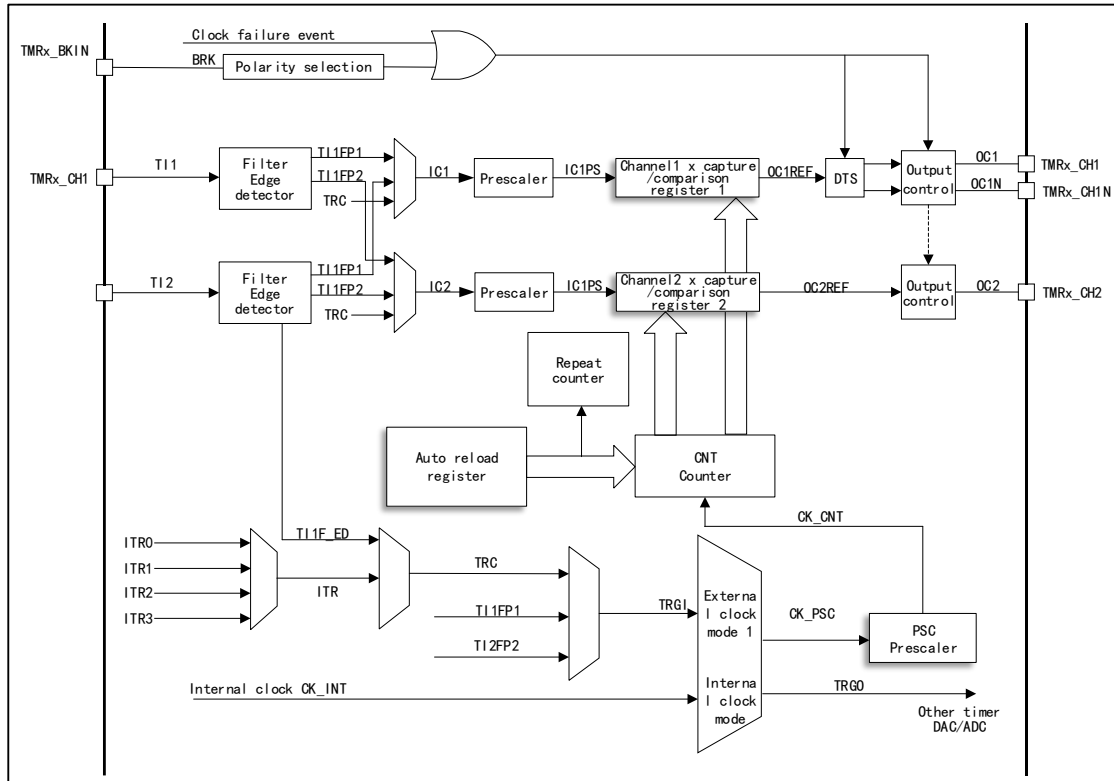 Clock failure event
TMRx_BKIN
BRK
Polarity selection
TI1
TMRx_CH1
Filter
Edge
detector
TI1FP1
TI1FP2
TRC
IC1
Prescaler
IC1PS
Channel1 x capture
/comparison
register 1
OC1REF
DTS
Output
control
OC1
TMRx_CH1
OC1N
TMRx_CH1N
TI2
Filter
Edge
detector
TI1FP1
TI1FP2
TRC
IC2
Prescaler
IC1PS
Channel2 x capture
/comparison
register 2
OC2REF
Output
control
OC2
TMRx_CH2
Repeat
counter
Auto reload
register
CNT
Counter
CK_CNT
ITR0
ITR1
ITR2
ITR3
ITR
TI1F_ED
TRC
TI1FP1
TI2FP2
TRGI
Externa
l clock
mode 1
CK_PSC
PSC
Prescaler
Internal clock CK_INT
Interna
l clock
mode
TRGO
Other timer
DAC/ADC